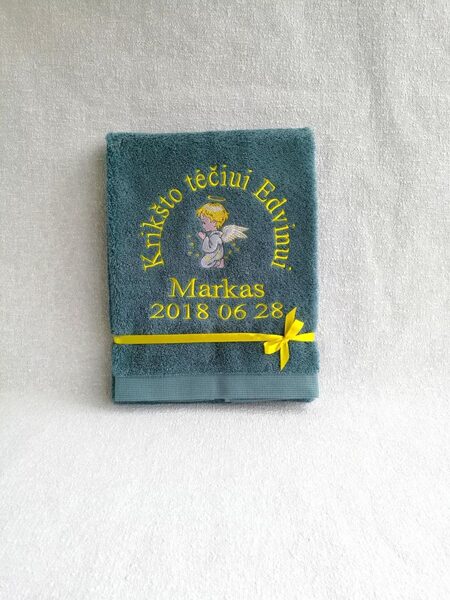 Krikšto tėčiui Edvinui
Markas
2018 06 28